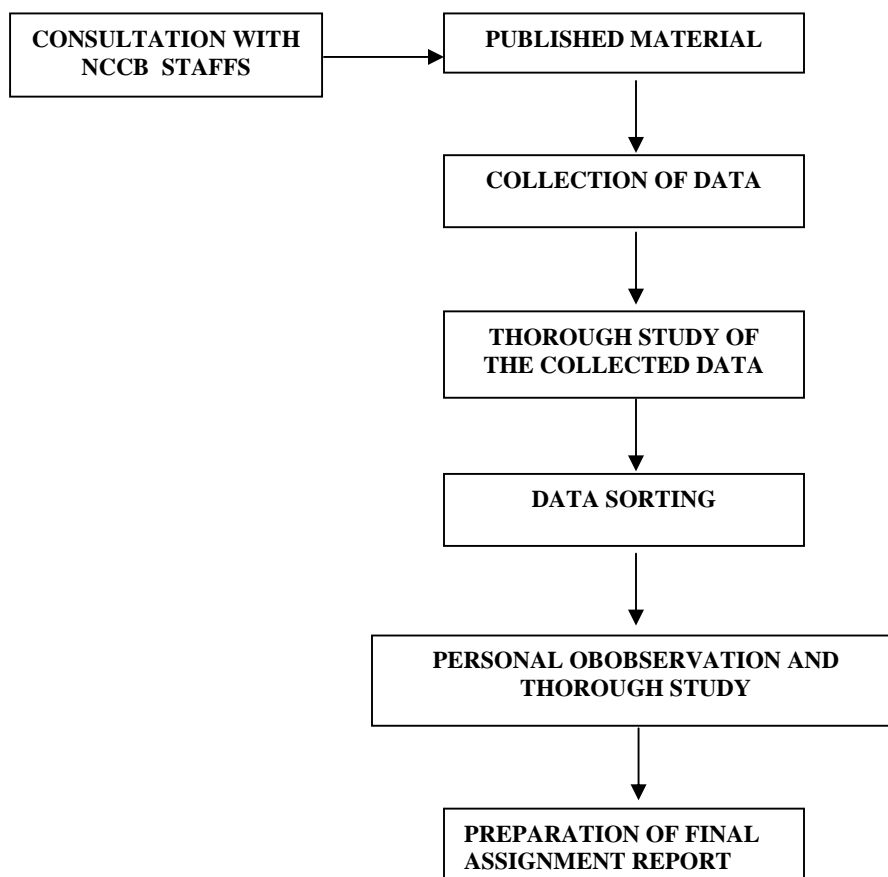 CONSULTATION WITH
NCCB STAFFS
PUBLISHED MATERIAL
COLLECTION OF DATA
THOROUGH STUDY OF
THE COLLECTED DATA
DATA SORTING
PERSONAL OBOBSERVATION AND
THOROUGH STUDY
PREPARATION OF FINAL
ASSIGNMENT REPORT